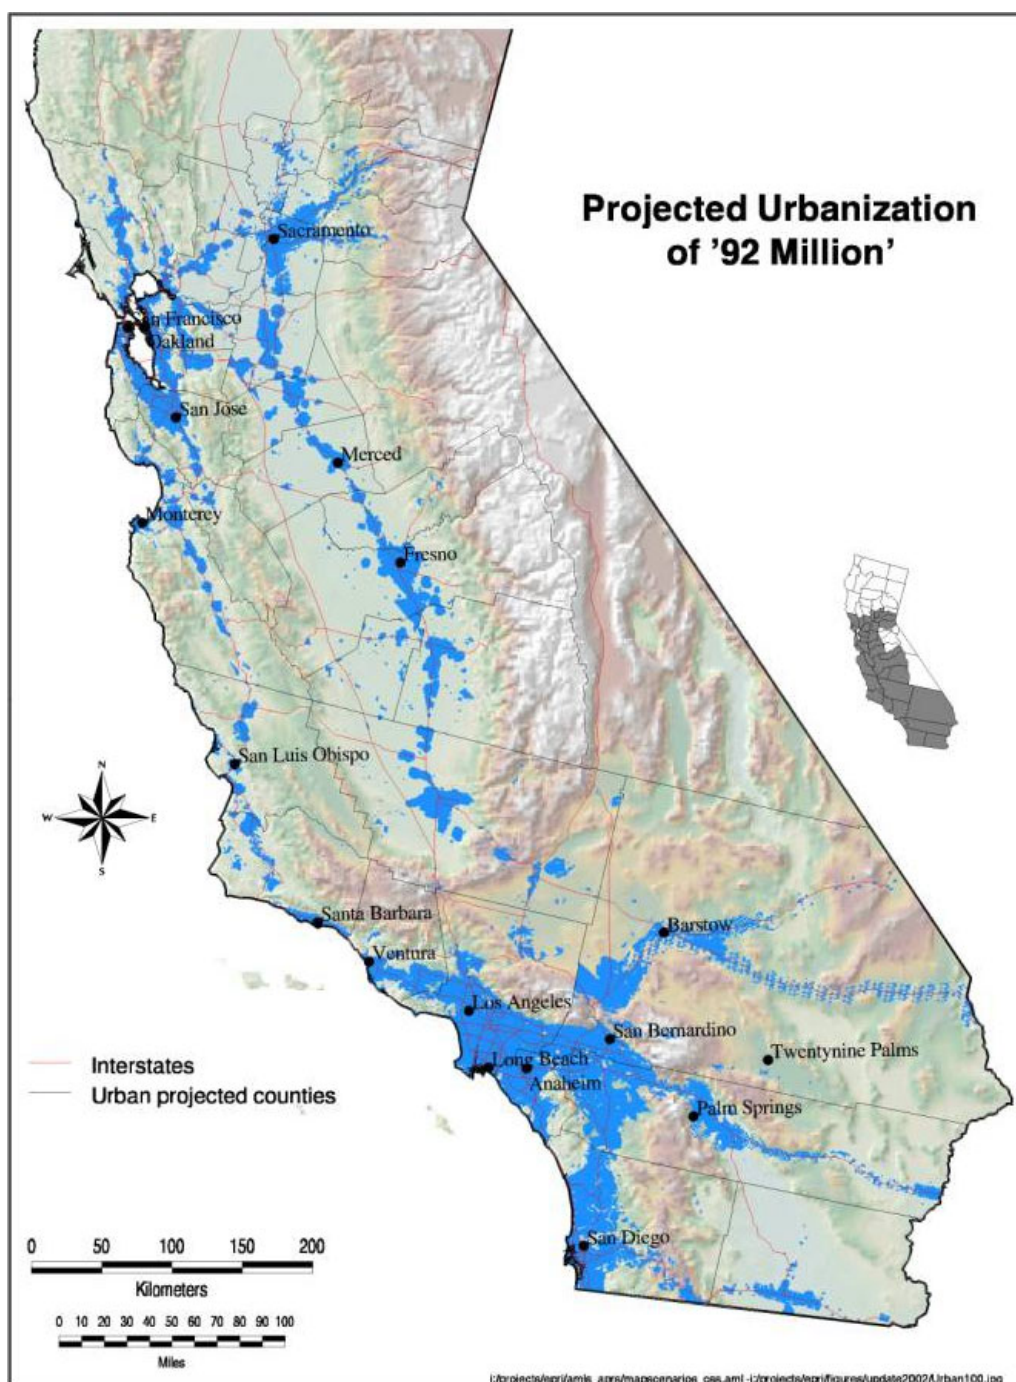 Projected Urbanization
of '92 Million'
Sacramento
San Francisco
Oakland
San Jose
Merced
Monterey
Fresno
San Luis Obispo
N
W E
S
Santa Barbara
Barstow
Ventura
Los Angeles
San Bernardino
Twentynine Palms
Long Beach
Anaheim
Palm Springs
San Diego
Interstates
Urban projected counties
0 50 100 150 200
Kilometers
0 10 20 30 40 50 60 70 80 90 100
Miles